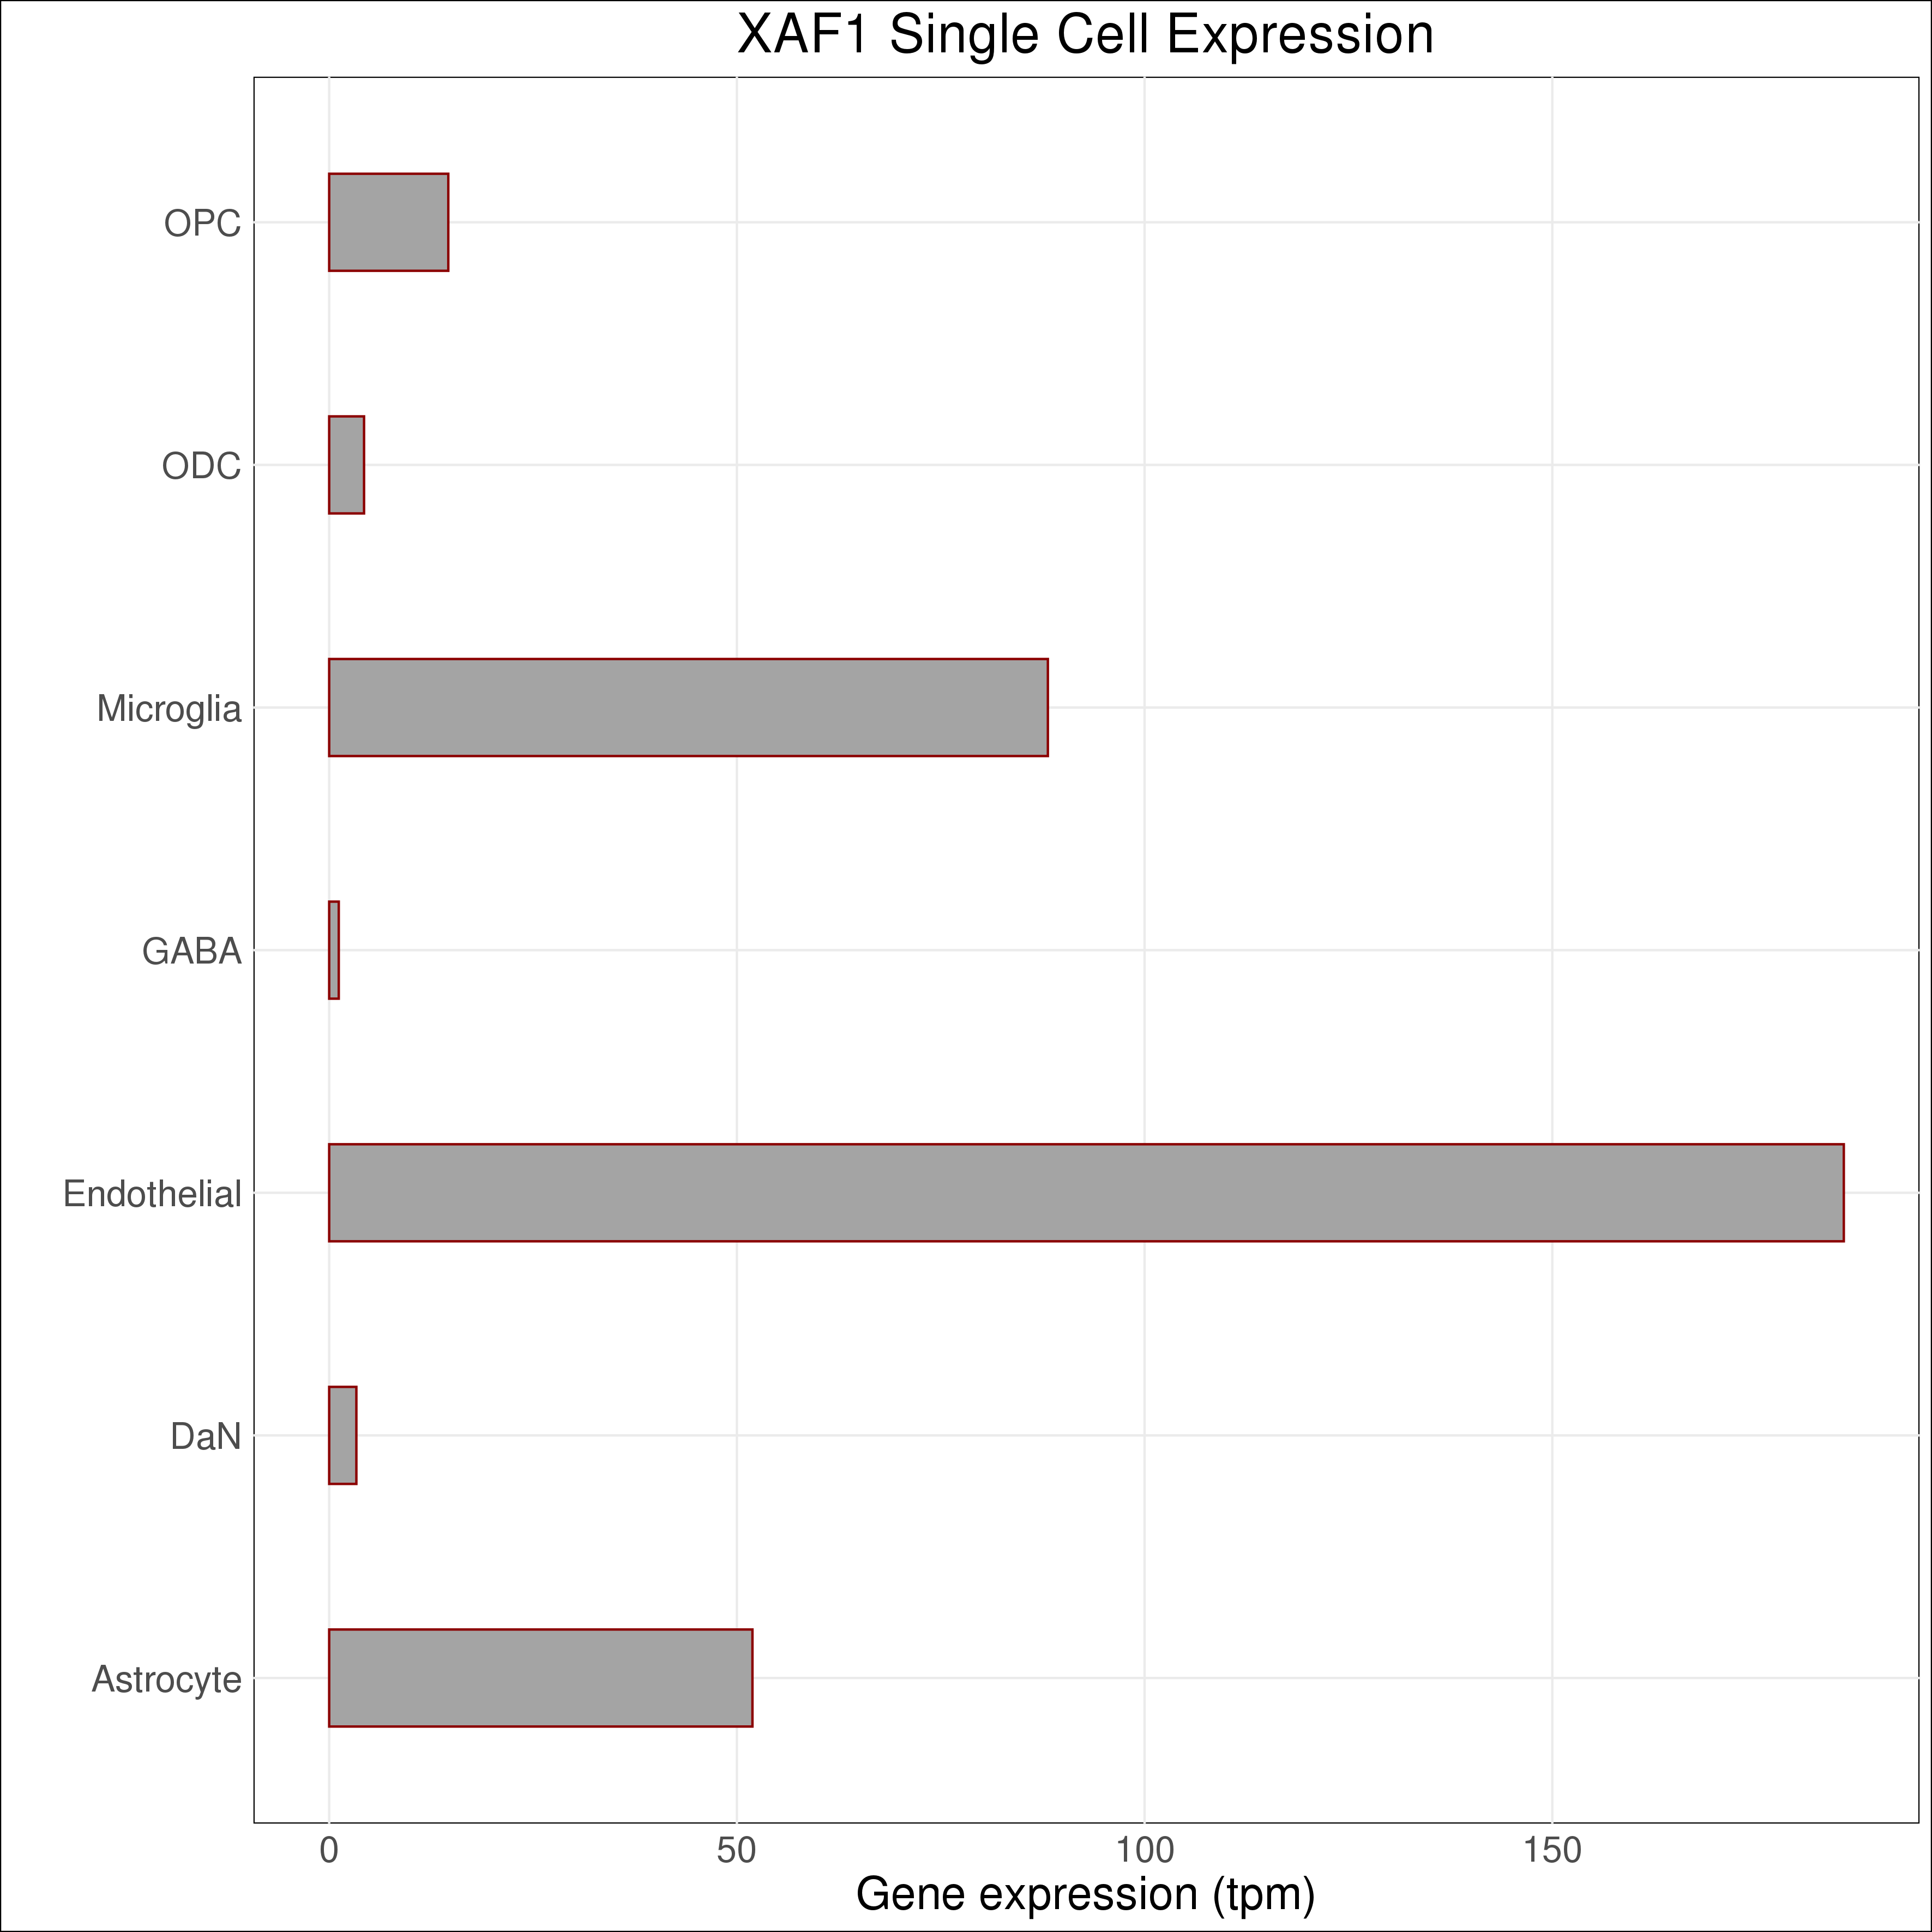 XAF1 Single Cell Expression
OPC
ODC
Microglia
GABA
Endothelial
DaN
Astrocyte
0 50 100 150
Gene expression (tpm)